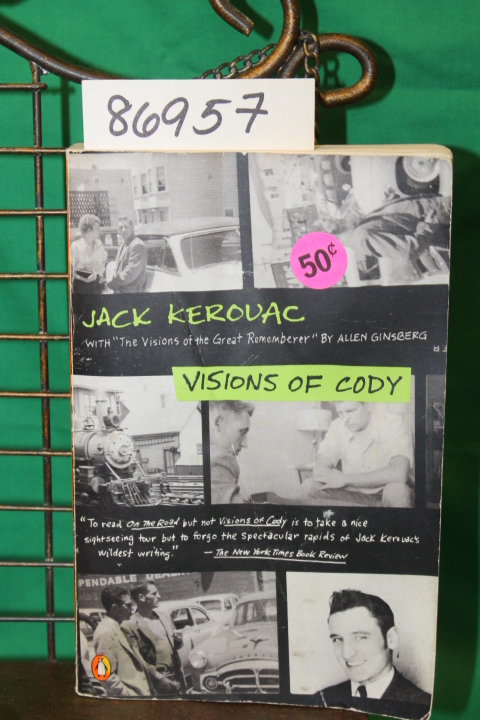 86957
50¢
JACK KEROUAC
WITH "The Visions of the Great Rememberer" BY ALLEN GINSBERG
VISIONS OF CODY
"To read On the Road but not Visions of Cody is to take a nice
sightseeing tour but to forgo the spectacular rapids of Jack Kerouac's
wildest writing."
— The New York Times Book Review
PENDABLE